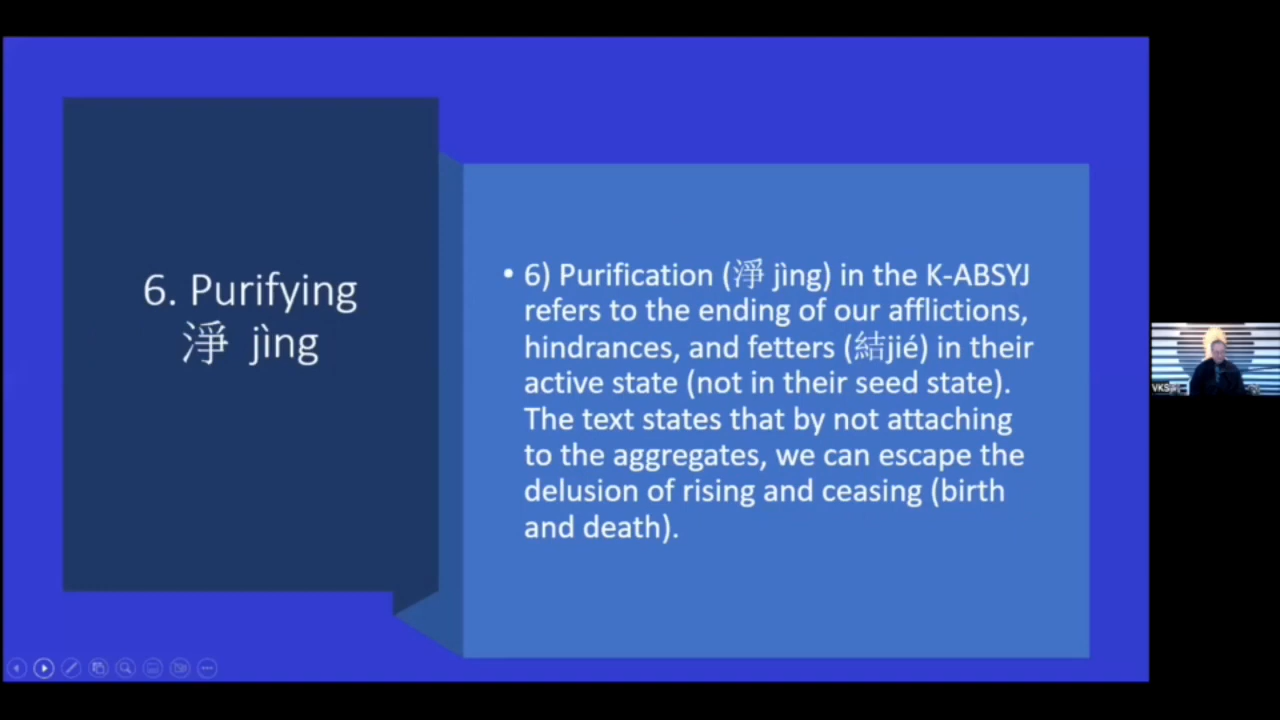 6. Purifying
淨 jìng
• 6) Purification (淨 jìng) in the K-ABSYJ
refers to the ending of our afflictions,
hindrances, and fetters (結jié) in their
active state (not in their seed state).
The text states that by not attaching
to the aggregates, we can escape the
delusion of rising and ceasing (birth
and death).